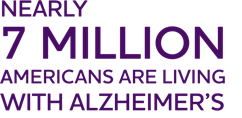 NEARLY
7 MILLION
AMERICANS ARE LIVING
WITH ALZHEIMER'S